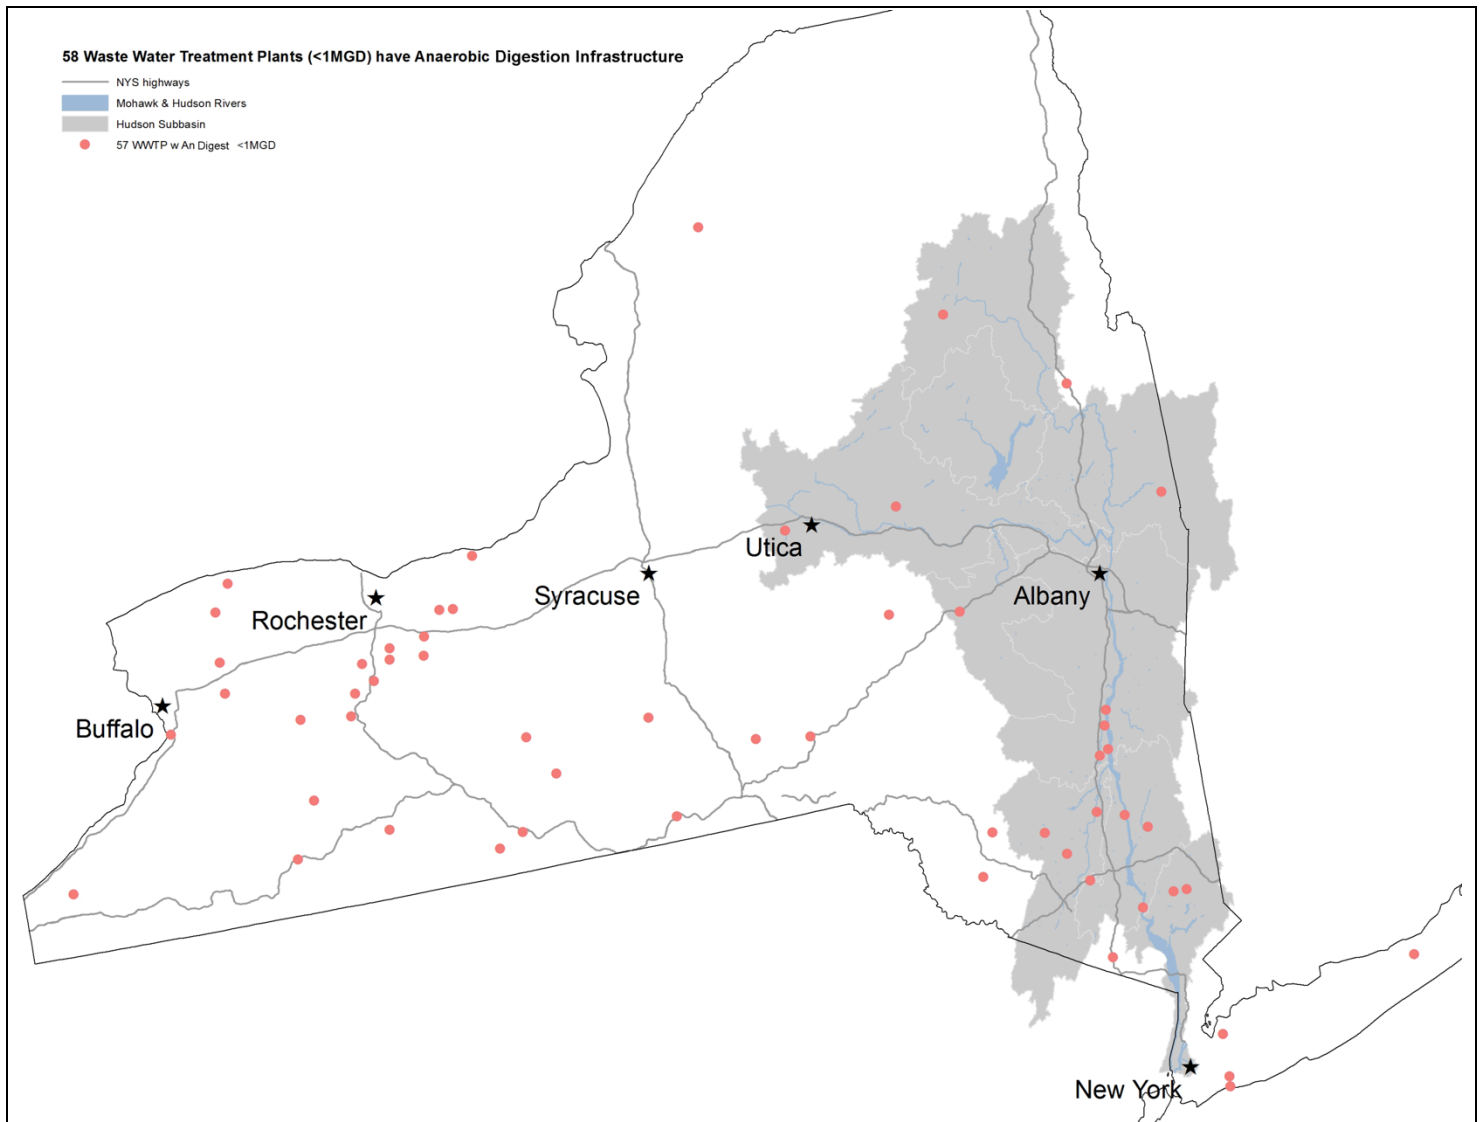 58 Waste Water Treatment Plants (<1MGD) have Anaerobic Digestion Infrastructure
NYS highways
Mohawk & Hudson Rivers
Hudson Subbasin
57 WWTP w An Digest <1MGD
Utica
Syracuse
Albany
Rochester
Buffalo
New York